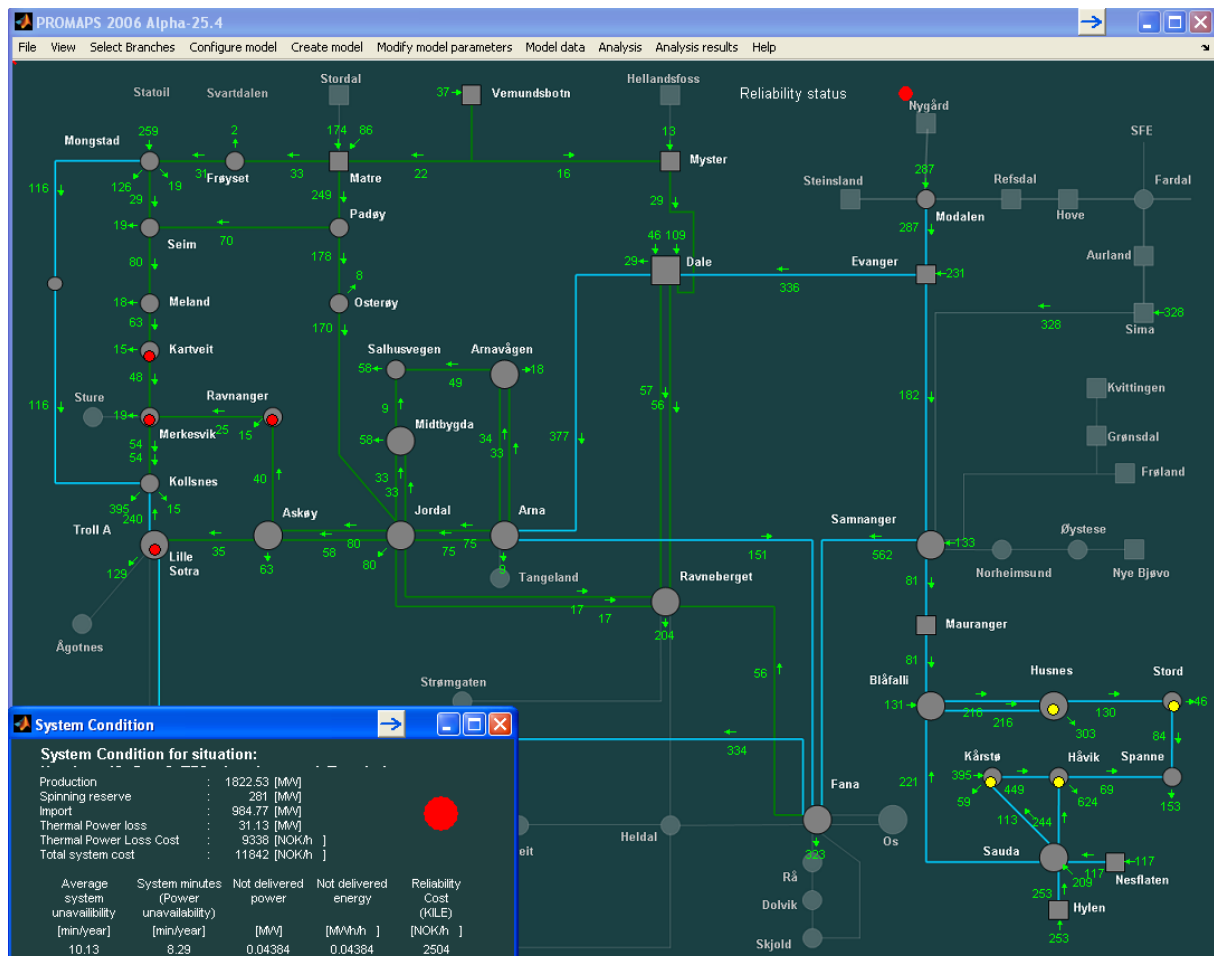 PROMAPS 2006 Alpha-25.4
File View Select Branches Configure model Create model Modify model parameters Model data Analysis Analysis results Help
Statoil Svartdalen Stordal Hellandsfoss
37 Vemundsbotn Reliability status
Nygård
Mongstad 259 2 174 86 13 SFE
126 19 31 Frøyset 33 Matre 22 16 Myster
116 29 249 29 Steinsland 287 Refsdal Fardal
Modalen Hove
19 Seim 70 Padøy 287
80 178 46 109
29 Dale Evanger 231 Aurland
8 336
18 Meland Osterøy
63 170 328 Sima 328
15 Kartveit Salhusvegen Arnavågen
48 58 49 18
Sture Ravnanger 57 182 Kvittingen
116 19 9 56
Merkesvik 25 15 Midtbygda
54 58 34 377 Grønsdal
54 33
40 33 33 Frøland
Kollsnes
395 15
240 Askøy Jordal Arna Samnanger
Troll A Øystese
35 58 80 75 75 151 562 133
Lille Sotra 63 80 9
129 Tangeland Ravneberget 81 Norheimsund Nye Bjøvo
17 17 204
Mauranger
Ågotnes
56 81
Strømgaten Blåfalli Husnes Stord
131 216 216 130 46
303
334 84
Kårstø Håvik Spanne
221 395 449 69
59 624 153
Fana 113 244
Heldal 323 Os Sauda 117 117
209 Nesflaten
Rå 253
Dolvik Hylen
Skjold 253
eit
System Condition
System Condition for situation:
Production : 1822.53 [MW]
Spinning reserve : 281 [MW]
Import : 984.77 [MW]
Thermal Power loss : 31.13 [MW]
Thermal Power Loss Cost : 9338 [NOK/h ]
Total system cost : 11842 [NOK/h ]
Average System minutes Not delivered Not delivered Reliability
system (Power power energy Cost
unavailibility unavailability) (KILE)
[min/year] [min/year] [MW] [MWh/h ] [NOK/h ]
10.13 8.29 0.04384 0.04384 2504